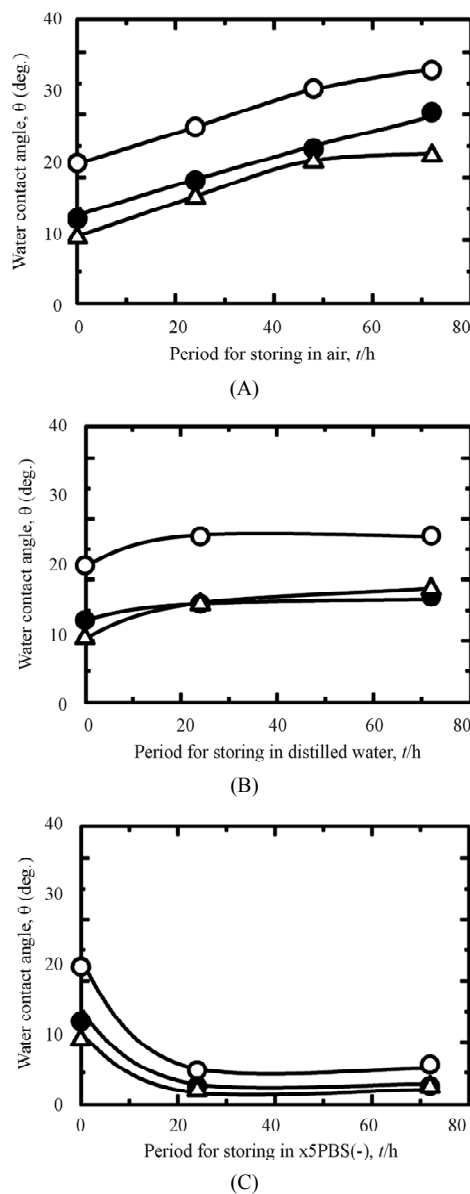 40
30
20
10
0
Water contact angle, θ (deg.)
0 20 40 60 80
Period for storing in air, t/h
(A)
40
30
20
10
0
Water contact angle, θ (deg.)
0 20 40 60 80
Period for storing in distilled water, t/h
(B)
40
30
20
10
0
Water contact angle, θ (deg.)
0 20 40 60 80
Period for storing in x5PBS(-), t/h
(C)